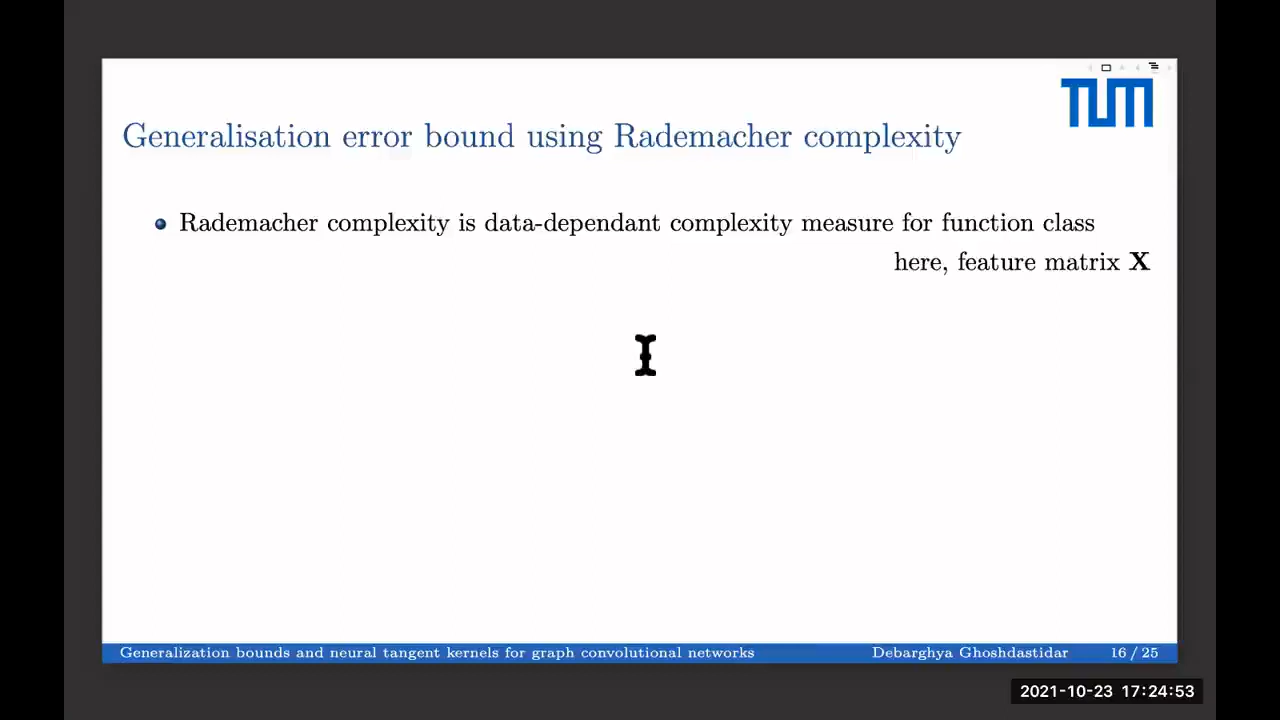 TUM
Generalisation error bound using Rademacher complexity
Rademacher complexity is data-dependant complexity measure for function class
here, feature matrix X
Generalization bounds and neural tangent kernels for graph convolutional networks Debarghya Ghoshdastidar 16 / 25
2021-10-23 17:24:53